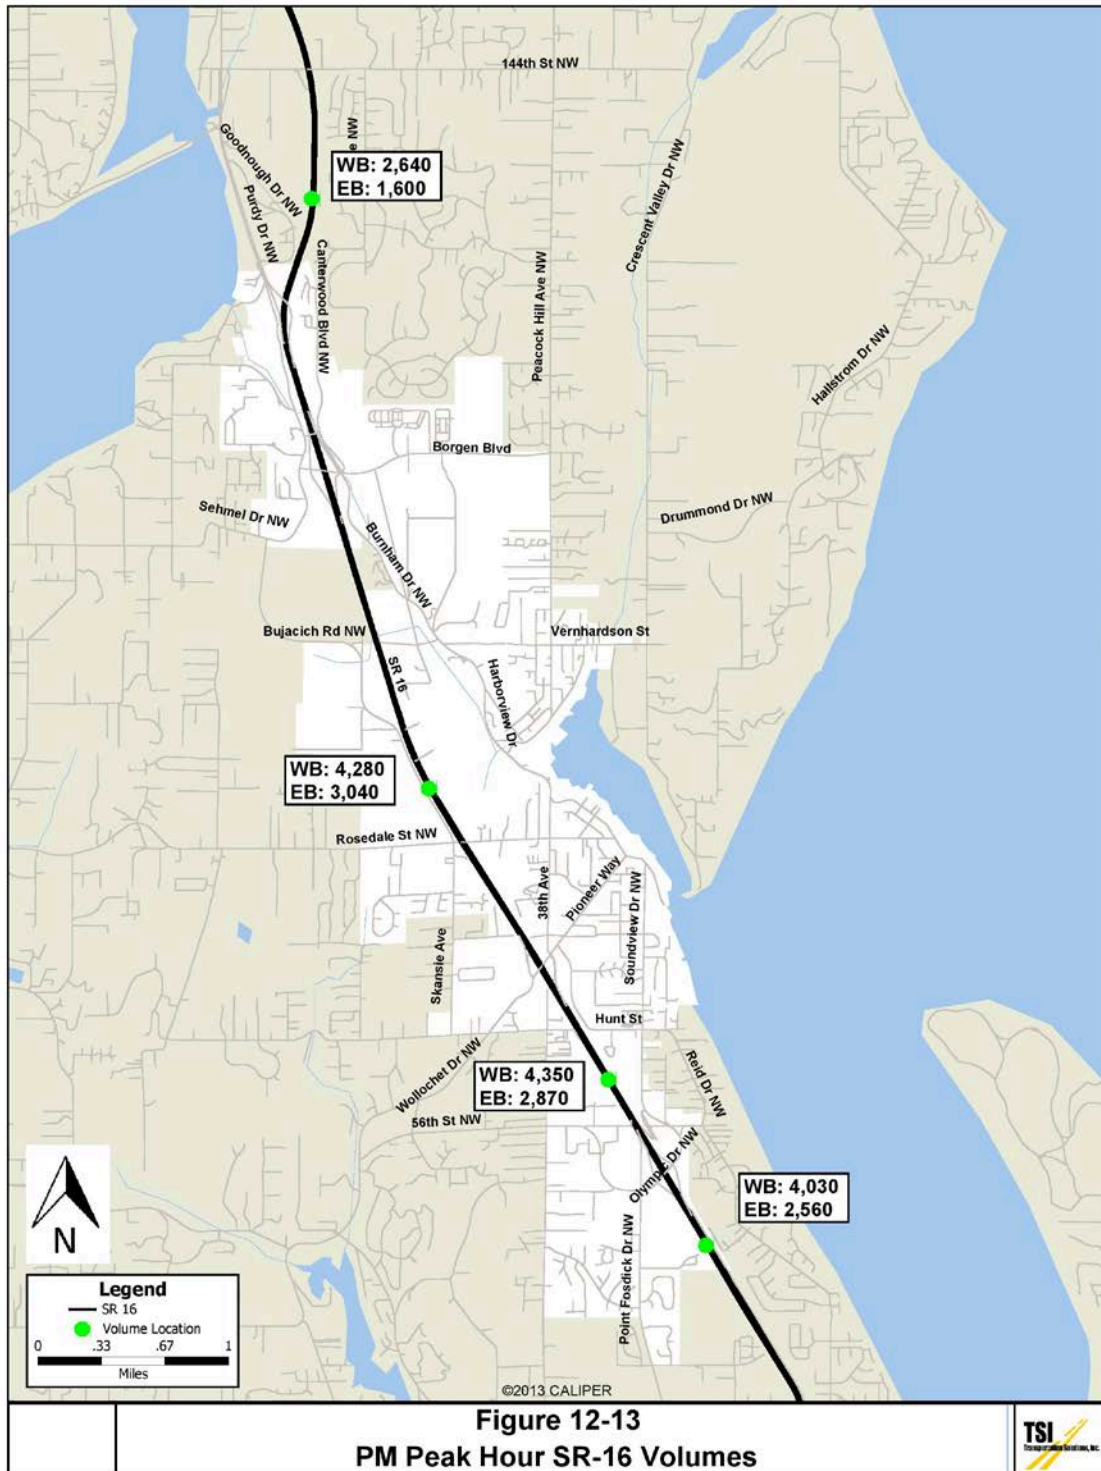 144th St NW
Goodnough Dr NW
e NW
WB: 2,640
EB: 1,600
Purdy Dr NW
Canterwood Blvd NW
Peacock Hill Ave NW
Crescent Valley Dr NW
Hallstrom Dr NW
Borgen Blvd
Sehmel Dr NW
Drummond Dr NW
Burnham Dr NW
Bujacich Rd NW
Vernhardson St
SR 16
Harborview Dr
WB: 4,280
EB: 3,040
Rosedale St NW
38th Ave
Pioneer Way
Soundview Dr NW
Skansie Ave
Hunt St
Wollochet Dr NW
WB: 4,350
EB: 2,870
Reid Dr NW
56th St NW
Olympic Dr NW
WB: 4,030
EB: 2,560
Point Fosdick Dr NW
N
Legend
SR 16
Volume Location
0 .33 .67 1
Miles
©2013 CALIPER
Figure 12-13
PM Peak Hour SR-16 Volumes
TSI
Transportation Solutions, Inc.